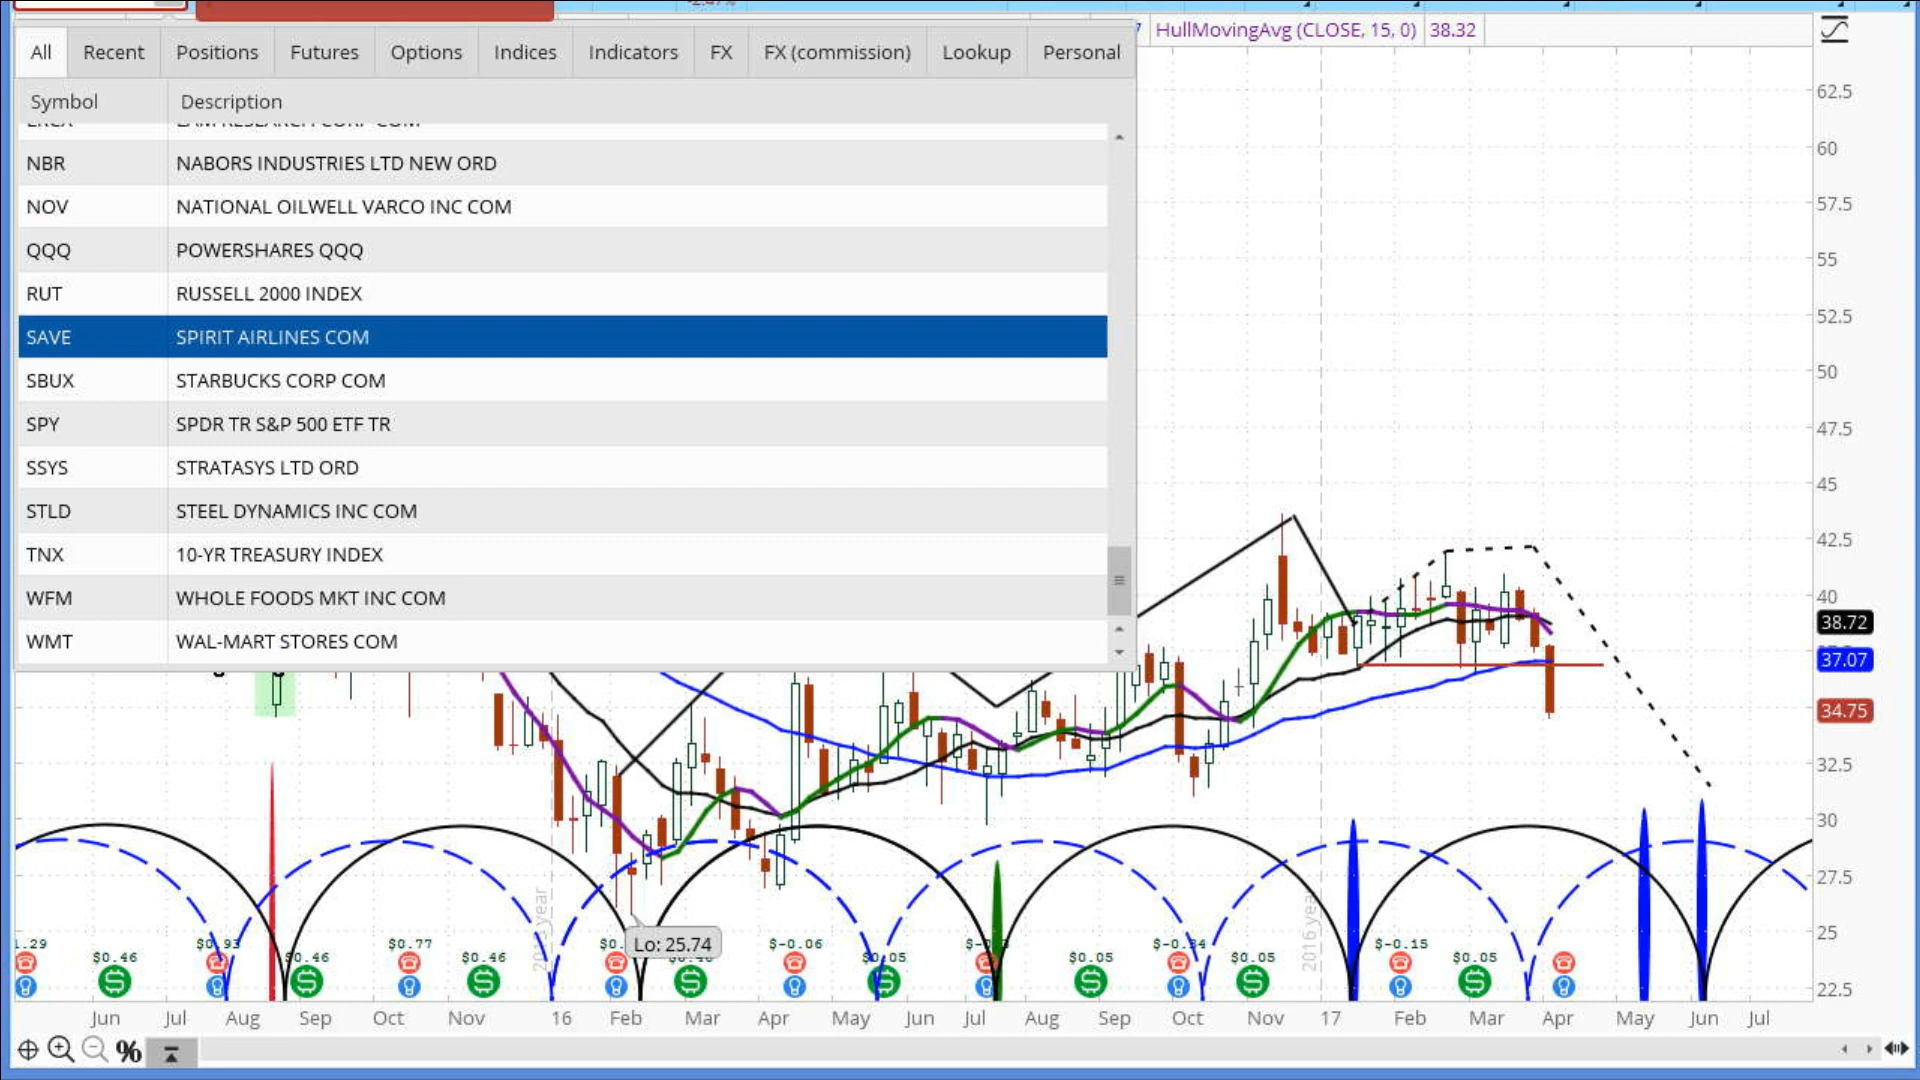 HullMovingAvg (CLOSE, 15, 0) 38.32
All Recent Positions Futures Options Indices Indicators FX FX (commission) Lookup Personal
Symbol Description
NBR NABORS INDUSTRIES LTD NEW ORD
NOV NATIONAL OILWELL VARCO INC COM
QQQ POWERSHARES QQQ
RUT RUSSELL 2000 INDEX
SAVE SPIRIT AIRLINES COM
SBUX STARBUCKS CORP COM
SPY SPDR TR S&P 500 ETF TR
SSYS STRATASYS LTD ORD
STLD STEEL DYNAMICS INC COM
TNX 10-YR TREASURY INDEX
WFM WHOLE FOODS MKT INC COM
WMT WAL-MART STORES COM
62.5
60
57.5
55
52.5
50
47.5
45
42.5
40
38.72
37.07
34.75
32.5
30
27.5
25
22.5
Lo: 25.74
$0.93 $0.77 $-0.06 $-0.34 $-0.15
$0.46 $0.46 $0.46 $0.05 $0.05 $0.05 $0.05
2016 year
Jun Jul Aug Sep Oct Nov 16 Feb Mar Apr May Jun Jul Aug Sep Oct Nov 17 Feb Mar Apr May Jun Jul
%